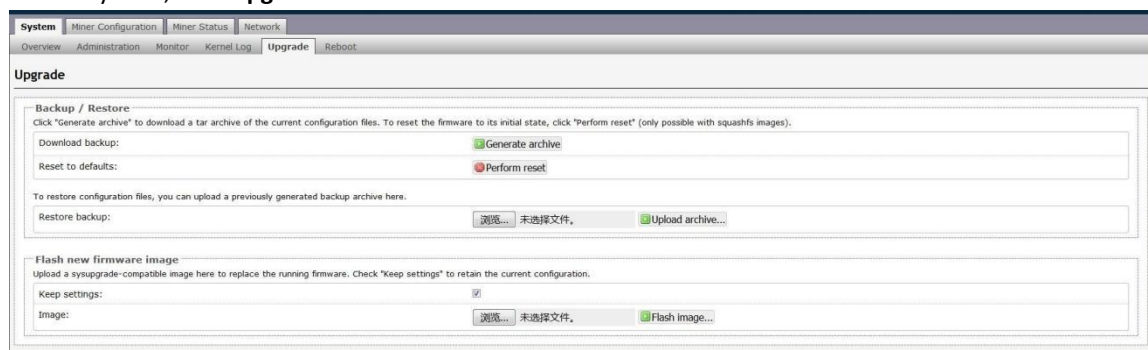 System Miner Configuration Miner Status Network
Overview Administration Monitor Kernel Log Upgrade Reboot
Upgrade
Backup / Restore
Click "Generate archive" to download a tar archive of the current configuration files. To reset the firmware to its initial state, click "Perform reset" (only possible with squashfs images).
Download backup: Generate archive
Reset to defaults: Perform reset
To restore configuration files, you can upload a previously generated backup archive here.
Restore backup: 浏览... 未选择文件。 Upload archive...
Flash new firmware image
Upload a sysupgrade-compatible image here to replace the running firmware. Check "Keep settings" to retain the current configuration.
Keep settings:
Image: 浏览... 未选择文件。 Flash image...